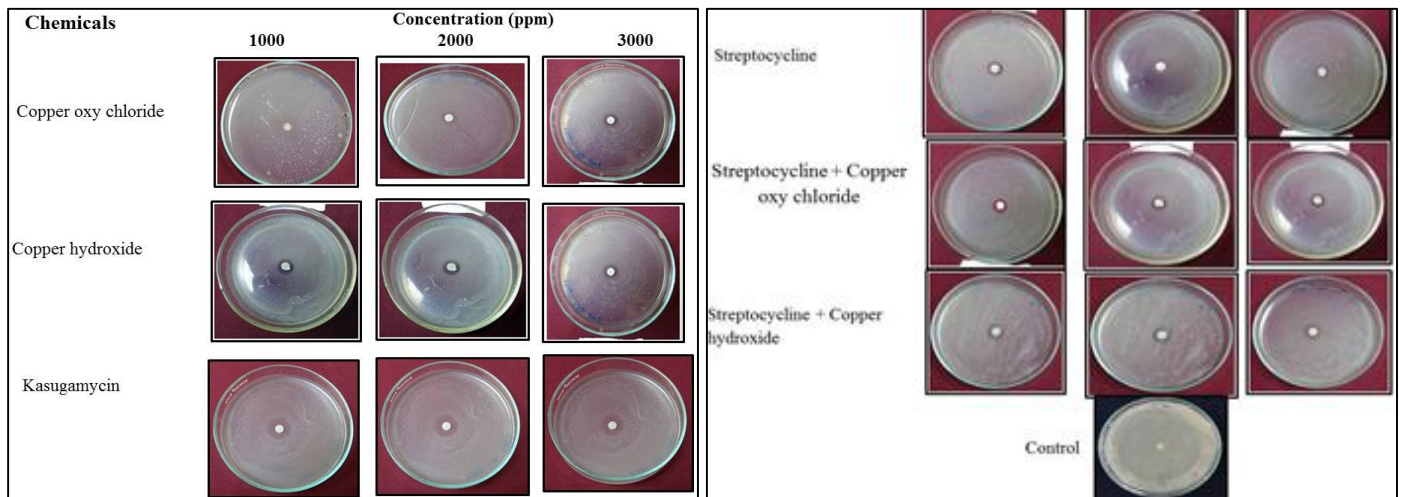 Chemicals
Concentration (ppm)
1000 2000 3000
Copper oxy chloride
Copper hydroxide
Kasugamycin
Streptocycline
Streptocycline + Copper
oxy chloride
Streptocycline + Copper
hydroxide
Control